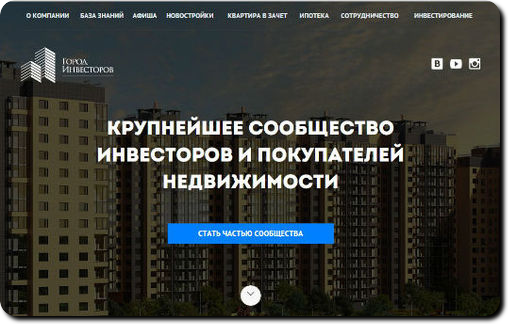 О КОМПАНИИ БАЗА ЗНАНИЙ АФИША НОВОСТРОЙКИ КВАРТИРА В ЗАЧЕТ ИПОТЕКА СОТРУДНИЧЕСТВО ИНВЕСТИРОВАНИЕ
Город
Инвесторов
КРУПНЕЙШЕЕ СООБЩЕСТВО
ИНВЕСТОРОВ И ПОКУПАТЕЛЕЙ
НЕДВИЖИМОСТИ
СТАТЬ ЧАСТЬЮ СООБЩЕСТВА